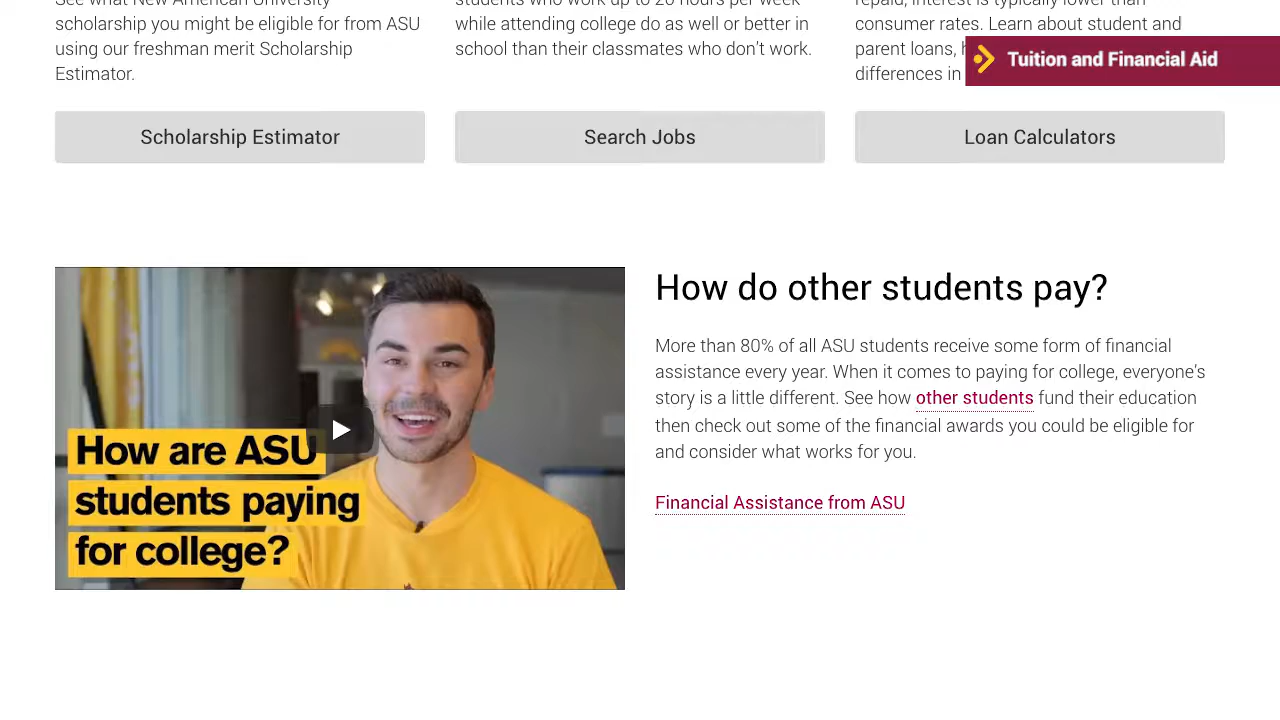 See what New American University
scholarship you might be eligible for from ASU
using our freshman merit Scholarship
Estimator.
students who work up to 20 hours per week
while attending college do as well or better in
school than their classmates who don't work.
repaid, interest is typically lower than
consumer rates. Learn about student and
parent loans,
differences in
Tuition and Financial Aid
Scholarship Estimator
Search Jobs
Loan Calculators
How are ASU
students paying
for college?
How do other students pay?
More than 80% of all ASU students receive some form of financial
assistance every year. When it comes to paying for college, everyone's
story is a little different. See how other students fund their education
then check out some of the financial awards you could be eligible for
and consider what works for you.
Financial Assistance from ASU